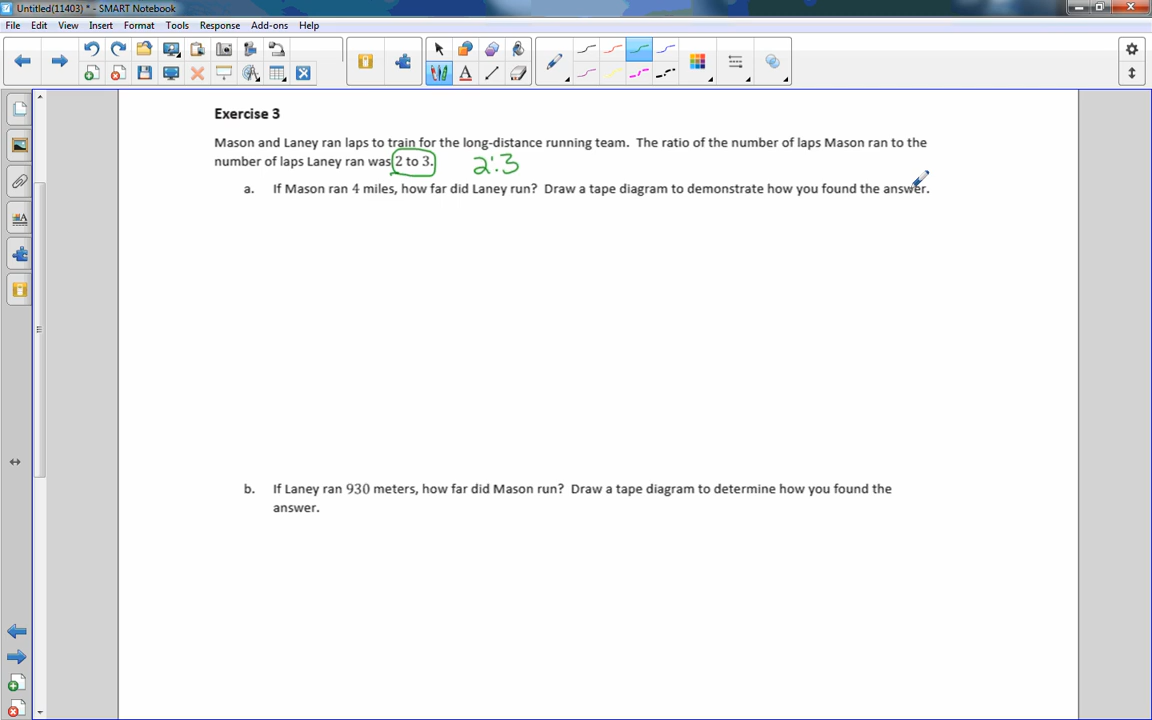 Untitled(11403) * - SMART Notebook
File Edit View Insert Format Tools Response Add-ons Help
Exercise 3
Mason and Laney ran laps to train for the long-distance running team. The ratio of the number of laps Mason ran to the
number of laps Laney ran was 2 to 3. 2:3
a. If Mason ran 4 miles, how far did Laney run? Draw a tape diagram to demonstrate how you found the answer.
b. If Laney ran 930 meters, how far did Mason run? Draw a tape diagram to determine how you found the
answer.